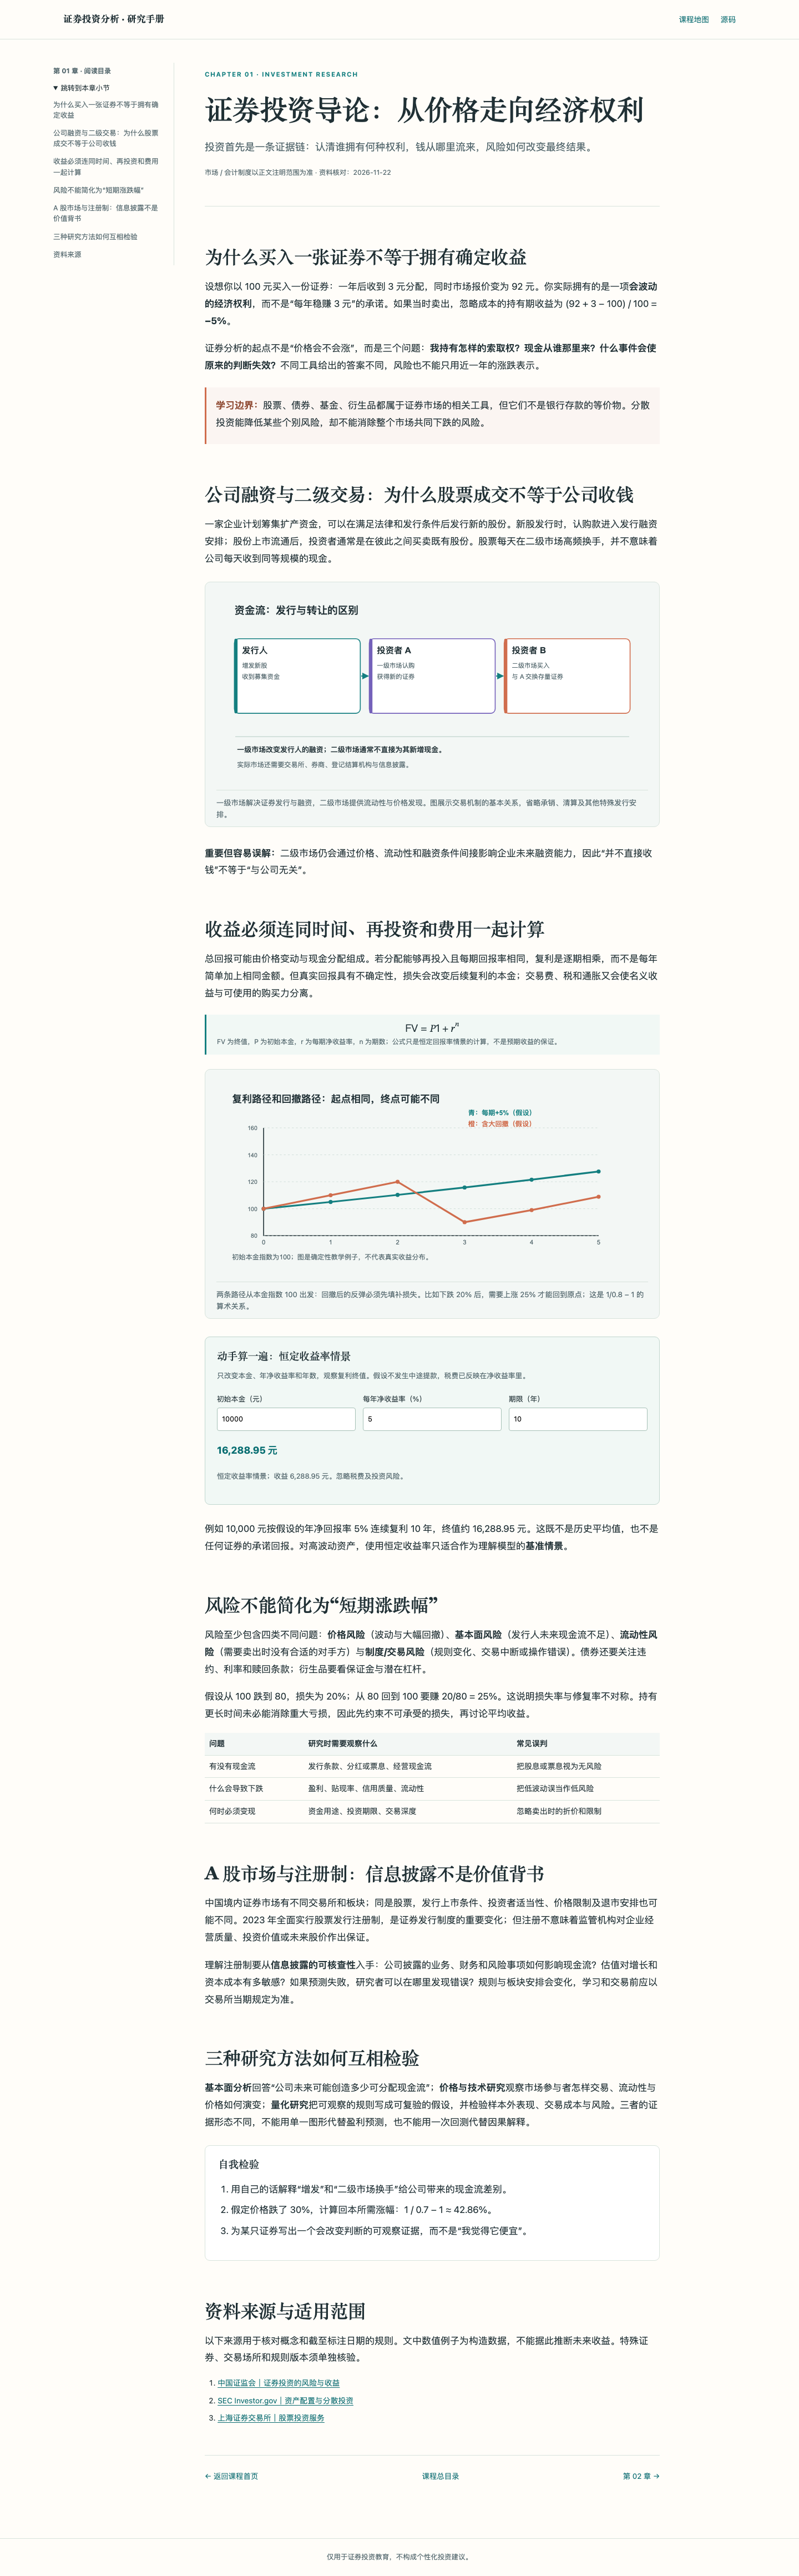 证券投资分析 · 研究手册
课程地图 源码
第 01 章 · 阅读目录
▼ 跳转到本章小节
为什么买入一张证券不等于拥有确
定收益
公司融资与二级交易：为什么股票
成交不等于公司收钱
收益必须连同时间、再投资和费用
一起计算
风险不能简化为“短期涨跌幅”
A 股市场与注册制：信息披露不是
价值背书
三种研究方法如何互相检验
资料来源
CHAPTER 01 · INVESTMENT RESEARCH
证券投资导论：从价格走向经济权利
投资首先是一条证据链：认清谁拥有何种权利，钱从哪里流来，风险如何改变最终结果。
市场 / 会计制度以正文注明范围为准 · 资料核对：2026-11-22
为什么买入一张证券不等于拥有确定收益
设想你以 100 元买入一份证券：一年后收到 3 元分配，同时市场报价变为 92 元。你实际拥有的是一项会波动
的经济权利，而不是“每年稳赚 3 元”的承诺。如果当时卖出，忽略成本的持有期收益为 (92 + 3 − 100) / 100 =
−5%。
证券分析的起点不是“价格会不会涨”，而是三个问题：我持有怎样的索取权？现金从谁那里来？什么事件会使
原来的判断失效？不同工具给出的答案不同，风险也不能只用近一年的涨跌表示。
学习边界：股票、债券、基金、衍生品都属于证券市场的相关工具，但它们不是银行存款的等价物。分散
投资能降低某些个别风险，却不能消除整个市场共同下跌的风险。
公司融资与二级交易：为什么股票成交不等于公司收钱
一家企业计划筹集扩产资金，可以在满足法律和发行条件后发行新的股份。新股发行时，认购款进入发行融资
安排；股份上市流通后，投资者通常是在彼此之间买卖既有股份。股票每天在二级市场高频换手，并不意味着
公司每天收到同等规模的现金。
资金流：发行与转让的区别
发行人
增发新股
收到募集资金
投资者 A
一级市场认购
获得新的证券
投资者 B
二级市场买入
与 A 交换存量证券
一级市场改变发行人的融资；二级市场通常不直接为其新增现金。
实际市场还需要交易所、券商、登记结算机构与信息披露。
一级市场解决证券发行与融资，二级市场提供流动性与价格发现。图展示交易机制的基本关系，省略承销、清算及其他特殊发行安
排。
重要但容易误解：二级市场仍会通过价格、流动性和融资条件间接影响企业未来融资能力，因此“并不直接收
钱”不等于“与公司无关”。
收益必须连同时间、再投资和费用一起计算
总回报可能由价格变动与现金分配组成。若分配能够再投入且每期回报率相同，复利是逐期相乘，而不是每年
简单加上相同金额。但真实回报具有不确定性，损失会改变后续复利的本金；交易费、税和通胀又会使名义收
益与可使用的购买力分离。
FV = P1 + rⁿ
FV 为终值，P 为初始本金，r 为每期净收益率，n 为期数；公式只是恒定回报率情景的计算，不是预期收益的保证。
复利路径和回撤路径：起点相同，终点可能不同
青：每期+5%（假设）
橙：含大回撤（假设）
160
140
120
100
80
0 1 2 3 4 5
初始本金指数为100；图是确定性教学例子，不代表真实收益分布。
两条路径从本金指数 100 出发：回撤后的反弹必须先填补损失。比如下跌 20% 后，需要上涨 25% 才能回到原点；这是 1/0.8 − 1 的
算术关系。
动手算一遍：恒定收益率情景
只改变本金、年净收益率和年数，观察复利终值。假设不发生中途提款，税费已反映在净收益率里。
初始本金（元） 每年净收益率（%） 期限（年）
10000 5 10
16,288.95 元
恒定收益率情景；收益 6,288.95 元。忽略税费及投资风险。
例如 10,000 元按假设的年净回报率 5% 连续复利 10 年，终值约 16,288.95 元。这既不是历史平均值，也不是
任何证券的承诺回报。对高波动资产，使用恒定收益率只适合作为理解模型的基准情景。
风险不能简化为“短期涨跌幅”
风险至少包含四类不同问题：价格风险（波动与大幅回撤）、基本面风险（发行人未来现金流不足）、流动性风
险（需要卖出时没有合适的对手方）与制度/交易风险（规则变化、交易中断或操作错误）。债券还要关注违
约、利率和赎回条款；衍生品要看保证金与潜在杠杆。
假设从 100 跌到 80，损失为 20%；从 80 回到 100 要赚 20/80 = 25%。这说明损失率与修复率不对称。持有
更长时间未必能消除重大亏损，因此先约束不可承受的损失，再讨论平均收益。
问题 研究时需要观察什么 常见误判
有没有现金流 发行条款、分红或票息、经营现金流 把股息或票息视为无风险
什么会导致下跌 盈利、贴现率、信用质量、流动性 把低波动误当作低风险
何时必须变现 资金用途、投资期限、交易深度 忽略卖出时的折价和限制
A 股市场与注册制：信息披露不是价值背书
中国境内证券市场有不同交易所和板块；同是股票，发行上市条件、投资者适当性、价格限制及退市安排也可
能不同。2023 年全面实行股票发行注册制，是证券发行制度的重要变化；但注册不意味着监管机构对企业经
营质量、投资价值或未来股价作出保证。
理解注册制要从信息披露的可核查性入手：公司披露的业务、财务和风险事项如何影响现金流？估值对增长和
资本成本有多敏感？如果预测失败，研究者可以在哪里发现错误？规则与板块安排会变化，学习和交易前应以
交易所当期规定为准。
三种研究方法如何互相检验
基本面分析回答“公司未来可能创造多少可分配现金流”；价格与技术研究观察市场参与者怎样交易、流动性与
价格如何演变；量化研究把可观察的规则写成可复验的假设，并检验样本外表现、交易成本与风险。三者的证
据形态不同，不能用单一图形代替盈利预测，也不能用一次回测代替因果解释。
自我检验
1. 用自己的话解释“增发”和“二级市场换手”给公司带来的现金流差别。
2. 假定价格跌了 30%，计算回本所需涨幅：1 / 0.7 − 1 ≈ 42.86%。
3. 为某只证券写出一个会改变判断的可观察证据，而不是“我觉得它便宜”。
资料来源与适用范围
以下来源用于核对概念和截至标注日期的规则。文中数值例子为构造数据，不能据此推断未来收益。特殊证
券、交易场所和规则版本须单独核验。
1. 中国证监会｜证券投资的风险与收益
2. SEC Investor.gov｜资产配置与分散投资
3. 上海证券交易所｜股票投资服务
← 返回课程首页 课程总目录 第 02 章 →
仅用于证券投资教育，不构成个性化投资建议。